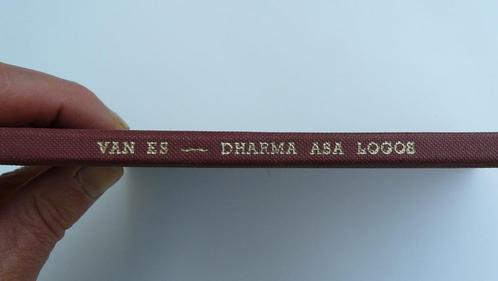 VAN ES ~ DHARMA ASA LOGOS